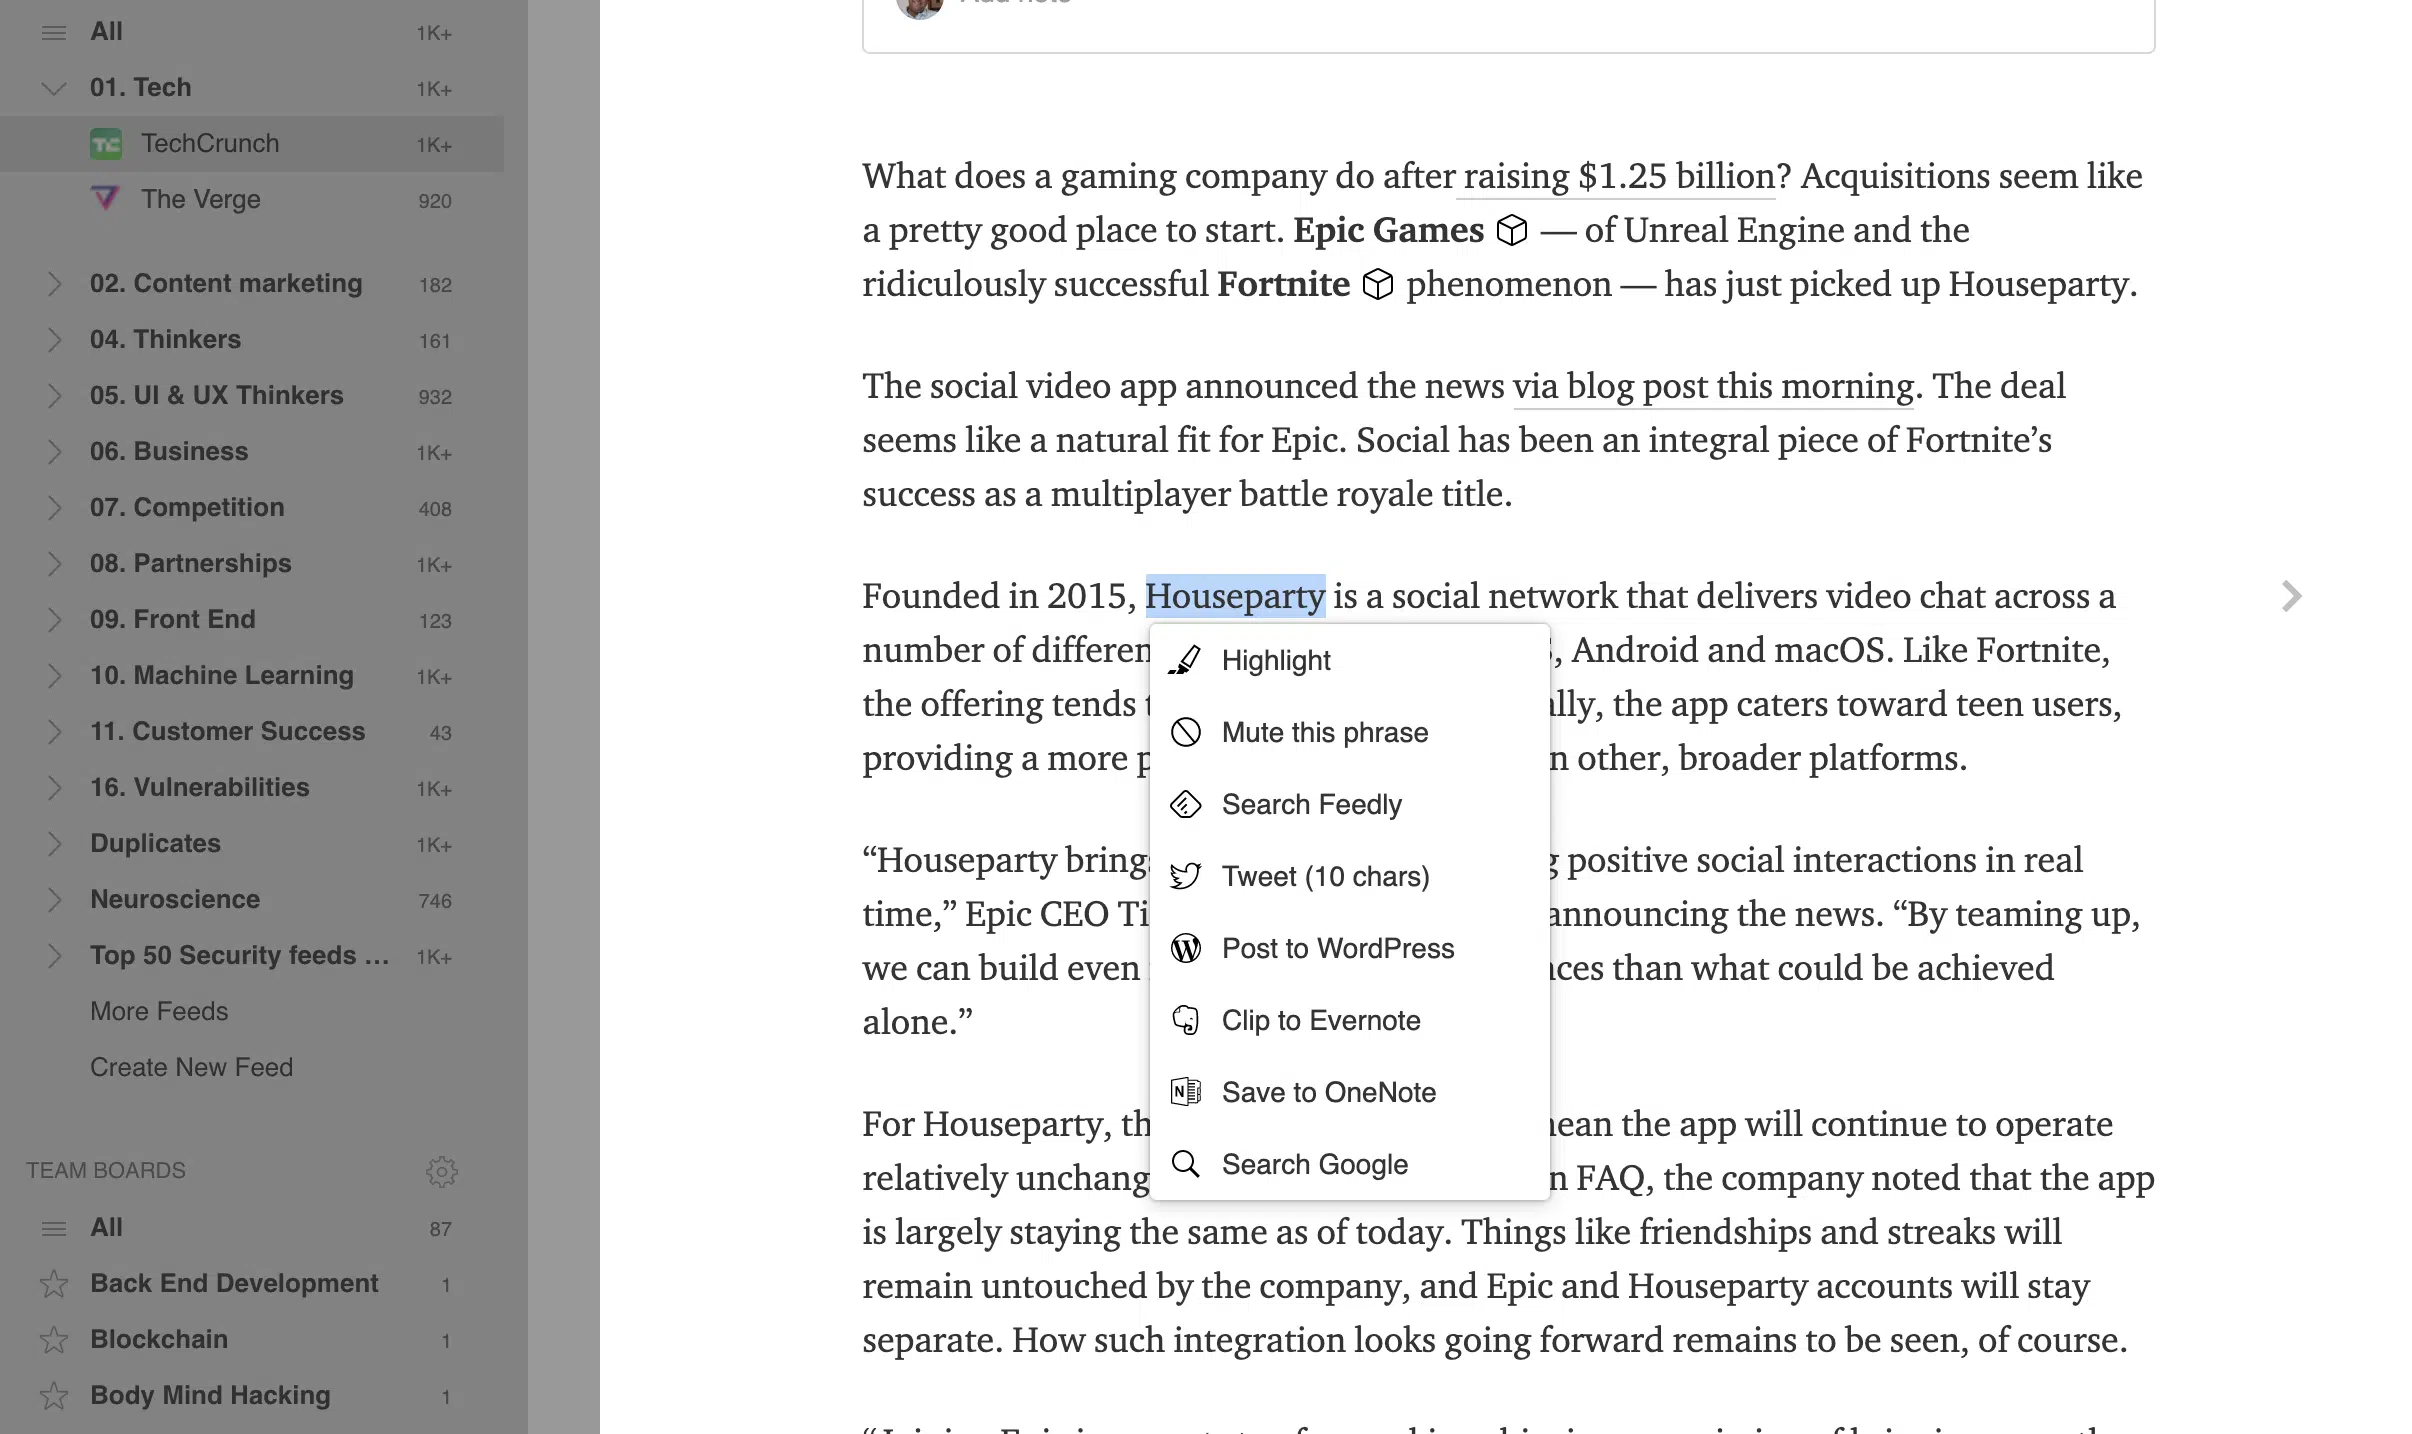 All 1K+
01. Tech 1K+
TechCrunch 1K+
The Verge 920
02. Content marketing 182
04. Thinkers 161
05. UI & UX Thinkers 932
06. Business 1K+
07. Competition 408
08. Partnerships 1K+
09. Front End 123
10. Machine Learning 1K+
11. Customer Success 43
16. Vulnerabilities 1K+
Duplicates 1K+
Neuroscience 746
Top 50 Security feeds ... 1K+
More Feeds
Create New Feed
TEAM BOARDS
All 87
Back End Development 1
Blockchain 1
Body Mind Hacking 1
Add note
What does a gaming company do after raising $1.25 billion? Acquisitions seem like
a pretty good place to start. Epic Games — of Unreal Engine and the
ridiculously successful Fortnite phenomenon — has just picked up Houseparty.
The social video app announced the news via blog post this morning. The deal
seems like a natural fit for Epic. Social has been an integral piece of Fortnite’s
success as a multiplayer battle royale title.
Founded in 2015, Houseparty is a social network that delivers video chat across a
number of differen , Android and macOS. Like Fortnite,
the offering tends lly, the app caters toward teen users,
providing a more n other, broader platforms.
“Houseparty bring positive social interactions in real
time,” Epic CEO Ti announcing the news. “By teaming up,
we can build even nces than what could be achieved
alone.”
For Houseparty, th ean the app will continue to operate
relatively unchang n FAQ, the company noted that the app
is largely staying the same as of today. Things like friendships and streaks will
remain untouched by the company, and Epic and Houseparty accounts will stay
separate. How such integration looks going forward remains to be seen, of course.
Highlight
Mute this phrase
Search Feedly
Tweet (10 chars)
Post to WordPress
Clip to Evernote
Save to OneNote
Search Google